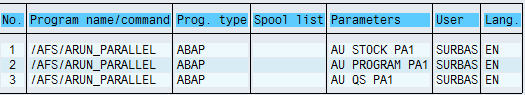 No. Program name/command Prog. type Spool list Parameters User Lang.
1 /AFS/ARUN_PARALLEL ABAP AU STOCK PA1 SURBAS EN
2 /AFS/ARUN_PARALLEL ABAP AU PROGRAM PA1 SURBAS EN
3 /AFS/ARUN_PARALLEL ABAP AU QS PA1 SURBAS EN